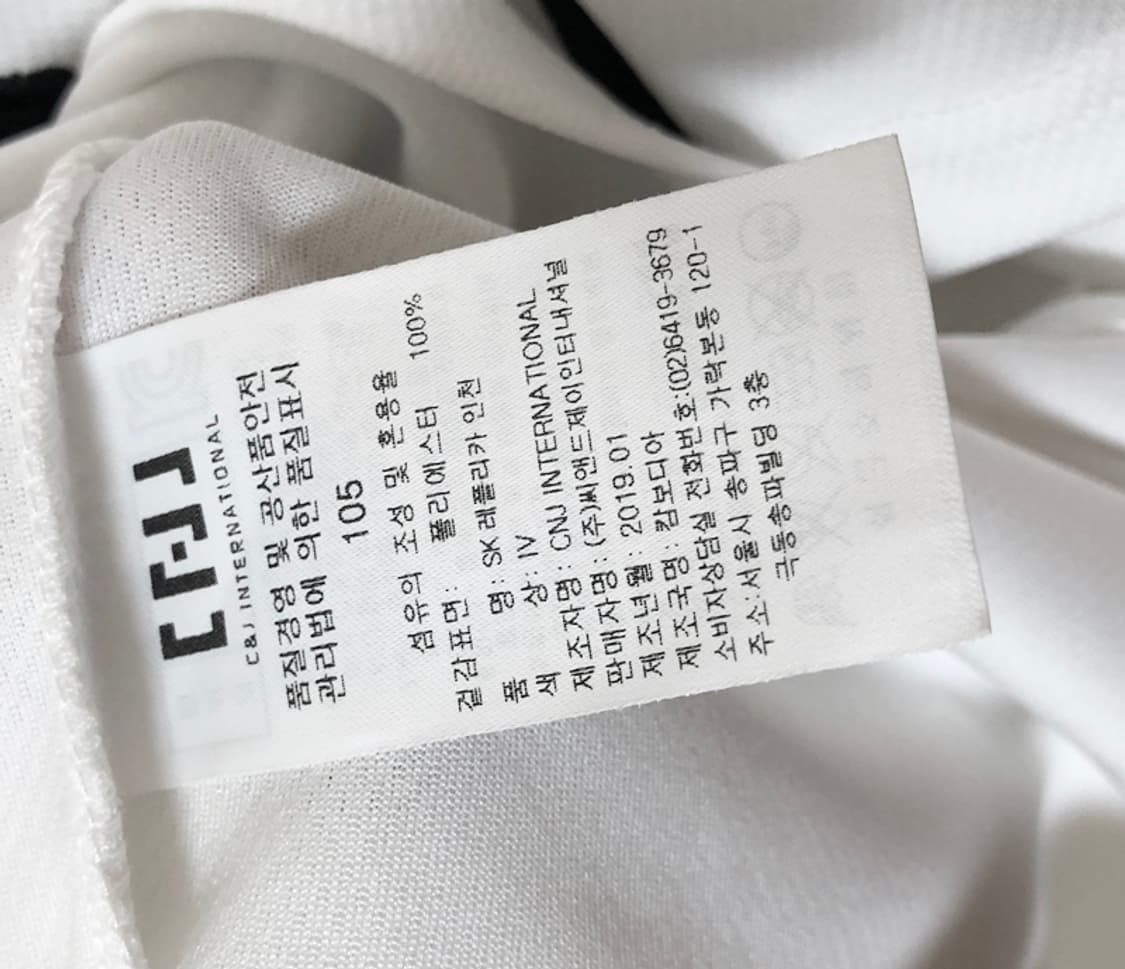 CNJ
C&J INTERNATIONAL
품질경영 및 공산품안전
관리법에 의한 품질표시
105
섬유의 조성 및 혼용율
겉감표면: 폴리에스터 100%
품 명: SK 레플리카 인천
색 상: IV
제조자명: CNJ INTERNATIONAL
판매자명: (주)씨앤드제이인터내셔널
제조년월: 2019.01
제조국명: 캄보디아
소비자상담실 전화번호:(02)6419-3679
주소:서울시 송파구 가락본동 120-1
극동송파빌딩 3층